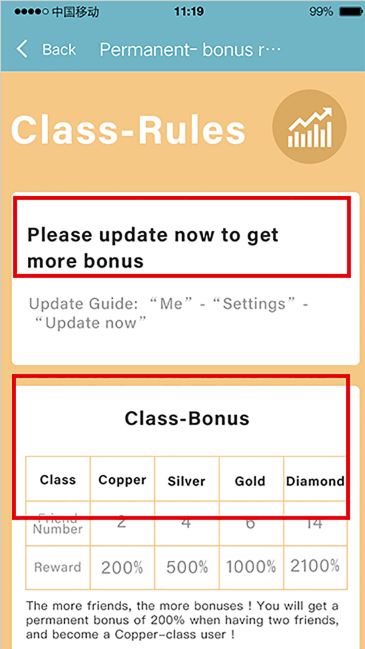 中国移动 11:19 99%
Back Permanent- bonus r···
Class-Rules
Please update now to get
more bonus
Update Guide: “Me” - “Settings” -
“Update now”
Class-Bonus
Class Copper Silver Gold Diamond
Friend
Number 2 4 6 14
Reward 200% 500% 1000% 2100%
The more friends, the more bonuses ! You will get a
permanent bonus of 200% when having two friends,
and become a Copper-class user !